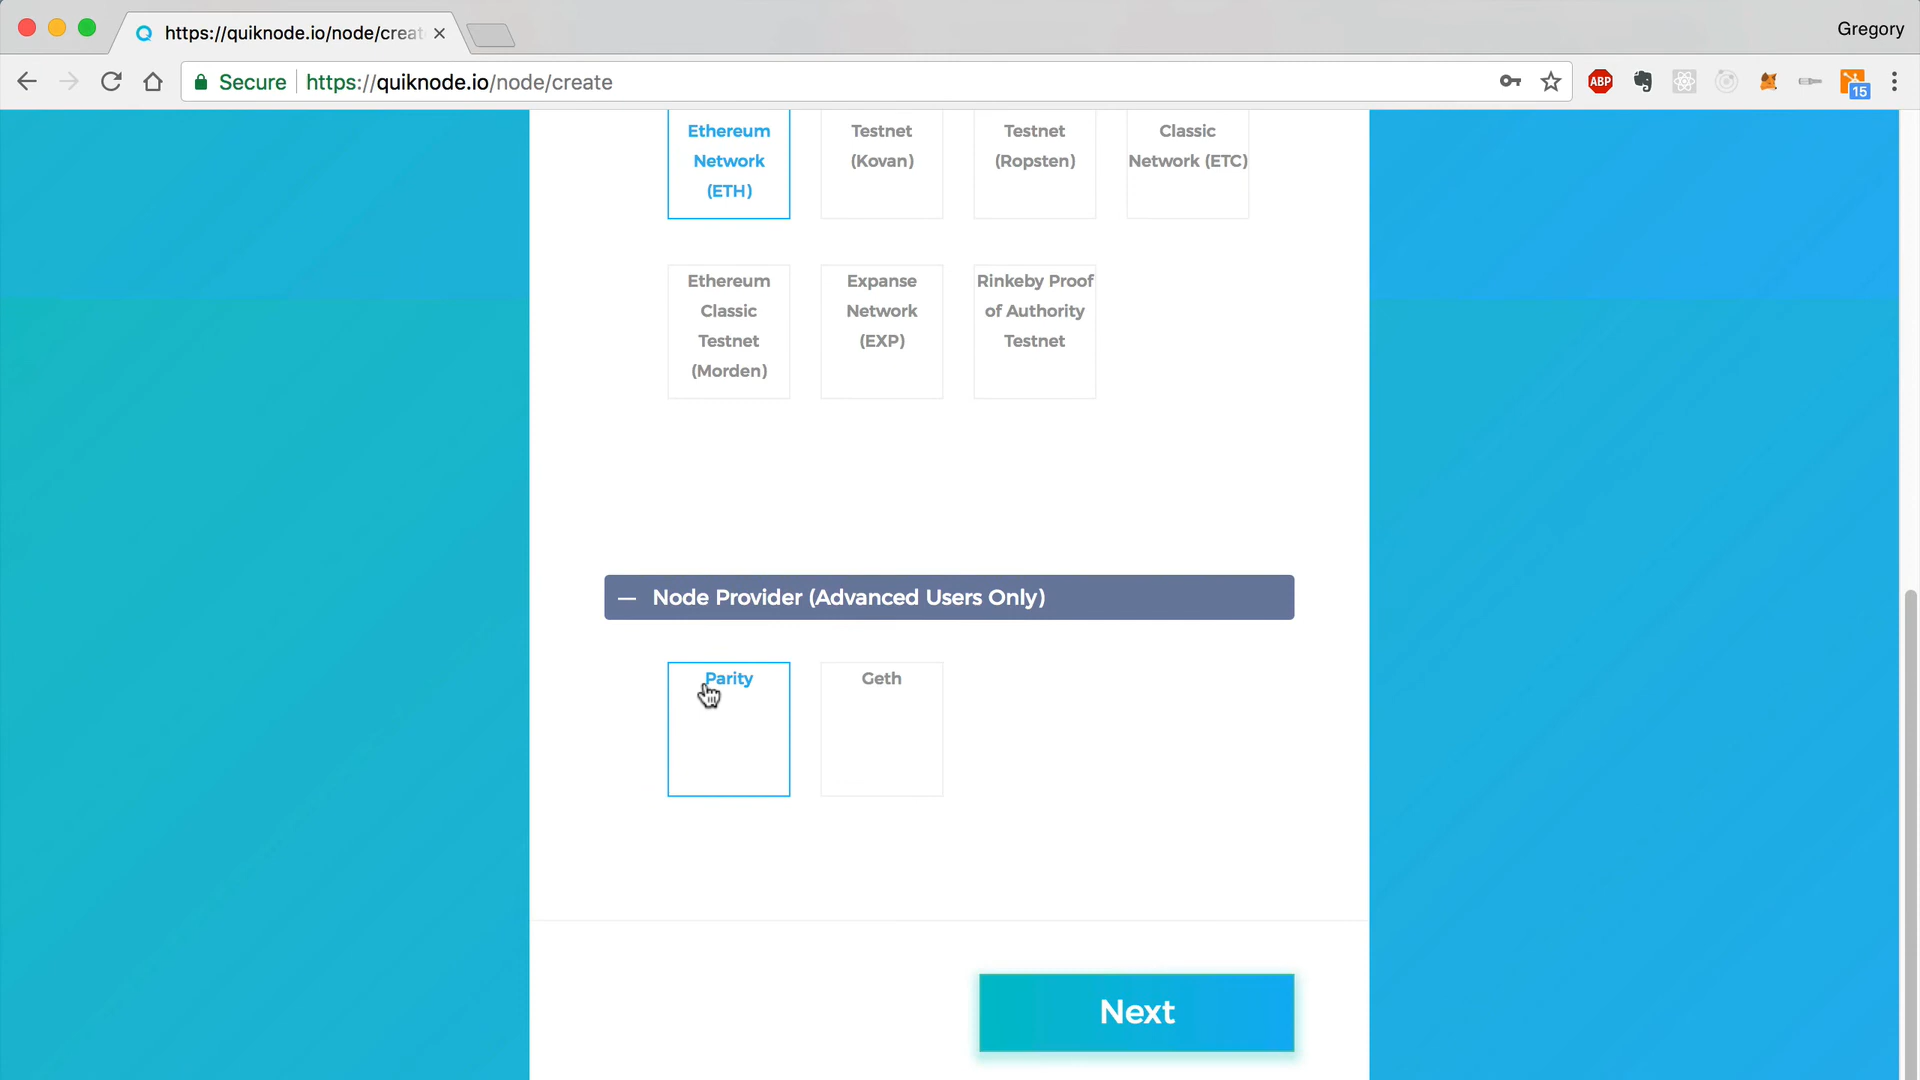 Gregory
https://quiknode.io/node/creat
Secure https://quiknode.io/node/create
ABP
15
Ethereum
Network
(ETH)
Testnet
(Kovan)
Testnet
(Ropsten)
Classic
Network (ETC)
Ethereum
Classic
Testnet
(Morden)
Expanse
Network
(EXP)
Rinkeby Proof
of Authority
Testnet
Node Provider (Advanced Users Only)
Parity
Geth
Next